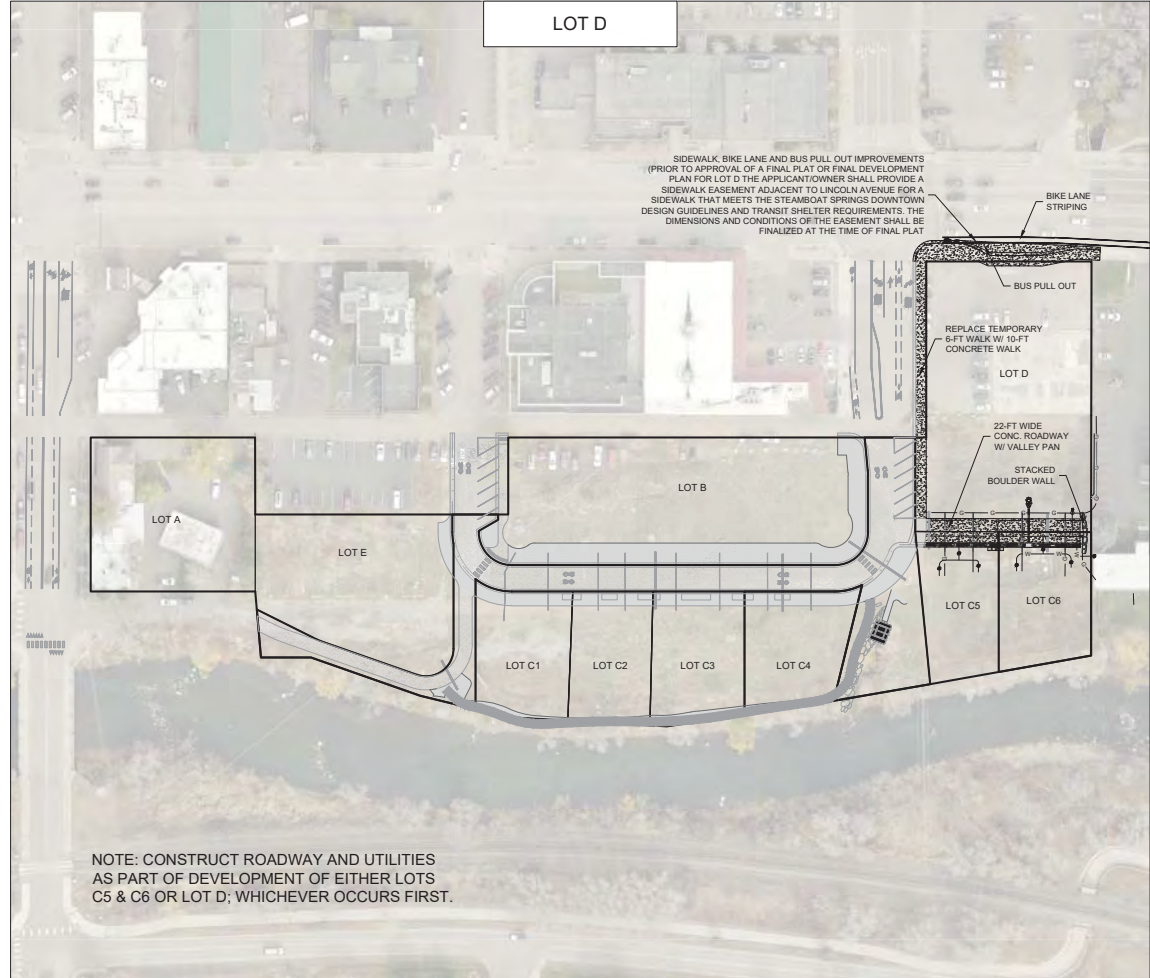 LOT D
SIDEWALK, BIKE LANE AND BUS PULL OUT IMPROVEMENTS
(PRIOR TO APPROVAL OF A FINAL PLAT OR FINAL DEVELOPMENT
PLAN FOR LOT D THE APPLICANT/OWNER SHALL PROVIDE A
SIDEWALK EASEMENT ADJACENT TO LINCOLN AVENUE FOR A
SIDEWALK THAT MEETS THE STEAMBOAT SPRINGS DOWNTOWN
DESIGN GUIDELINES AND TRANSIT SHELTER REQUIREMENTS. THE
DIMENSIONS AND CONDITIONS OF THE EASEMENT SHALL BE
FINALIZED AT THE TIME OF FINAL PLAT
BIKE LANE
STRIPING
BUS PULL OUT
REPLACE TEMPORARY
6-FT WALK W/ 10-FT
CONCRETE WALK
LOT D
22-FT WIDE
CONC. ROADWAY
W/ VALLEY PAN
STACKED
BOULDER WALL
LOT B
LOT A
LOT E
G G G G
W W
LOT C5
LOT C6
LOT C1
LOT C2
LOT C3
LOT C4
NOTE: CONSTRUCT ROADWAY AND UTILITIES
AS PART OF DEVELOPMENT OF EITHER LOTS
C5 & C6 OR LOT D; WHICHEVER OCCURS FIRST.